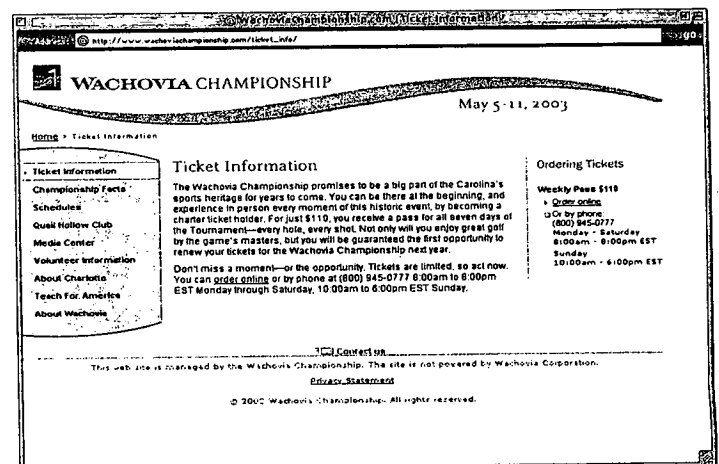 WachoviaChampionship.com | Ticket Information
Address: http://www.wachoviachampionship.com/ticket_info/ go
WACHOVIA CHAMPIONSHIP
May 5-11, 2003
Home > Ticket Information
Ticket Information
Championship Facts
Schedules
Quail Hollow Club
Media Center
Volunteer Information
About Charlotte
Teach For America
About Wachovia
Ticket Information
The Wachovia Championship promises to be a big part of the Carolina's
sports heritage for years to come. You can be there at the beginning, and
experience in person every moment of this historic event, by becoming a
charter ticket holder. For just $110, you receive a pass for all seven days of
the Tournament—every hole, every shot. Not only will you enjoy great golf
by the game's masters, but you will be guaranteed the first opportunity to
renew your tickets for the Wachovia Championship next year.
Don't miss a moment—or the opportunity. Tickets are limited, so act now.
You can order online or by phone at (800) 945-0777 8:00am to 8:00pm
EST Monday through Saturday, 10:00am to 6:00pm EST Sunday.
Ordering Tickets
Weekly Pass $110
Order online
Or by phone
(800) 945-0777
Monday - Saturday
8:00am - 8:00pm EST
Sunday
10:00am - 6:00pm EST
Contact us
This web site is managed by the Wachovia Championship. The site is not powered by Wachovia Corporation.
Privacy Statement
© 2002 Wachovia Championship. All rights reserved.